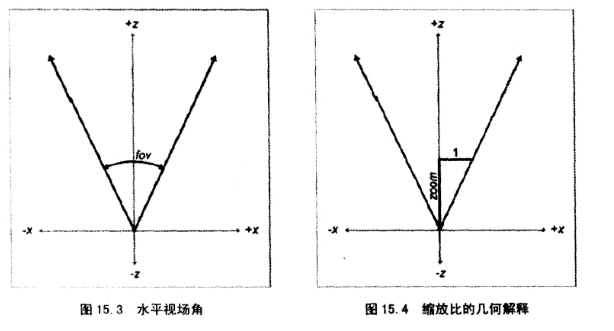 +z
fov
-x
+x
-z
图 15.3 水平视场角
+z
1
zoom
-x
+x
-z
图 15.4 缩放比的几何解释